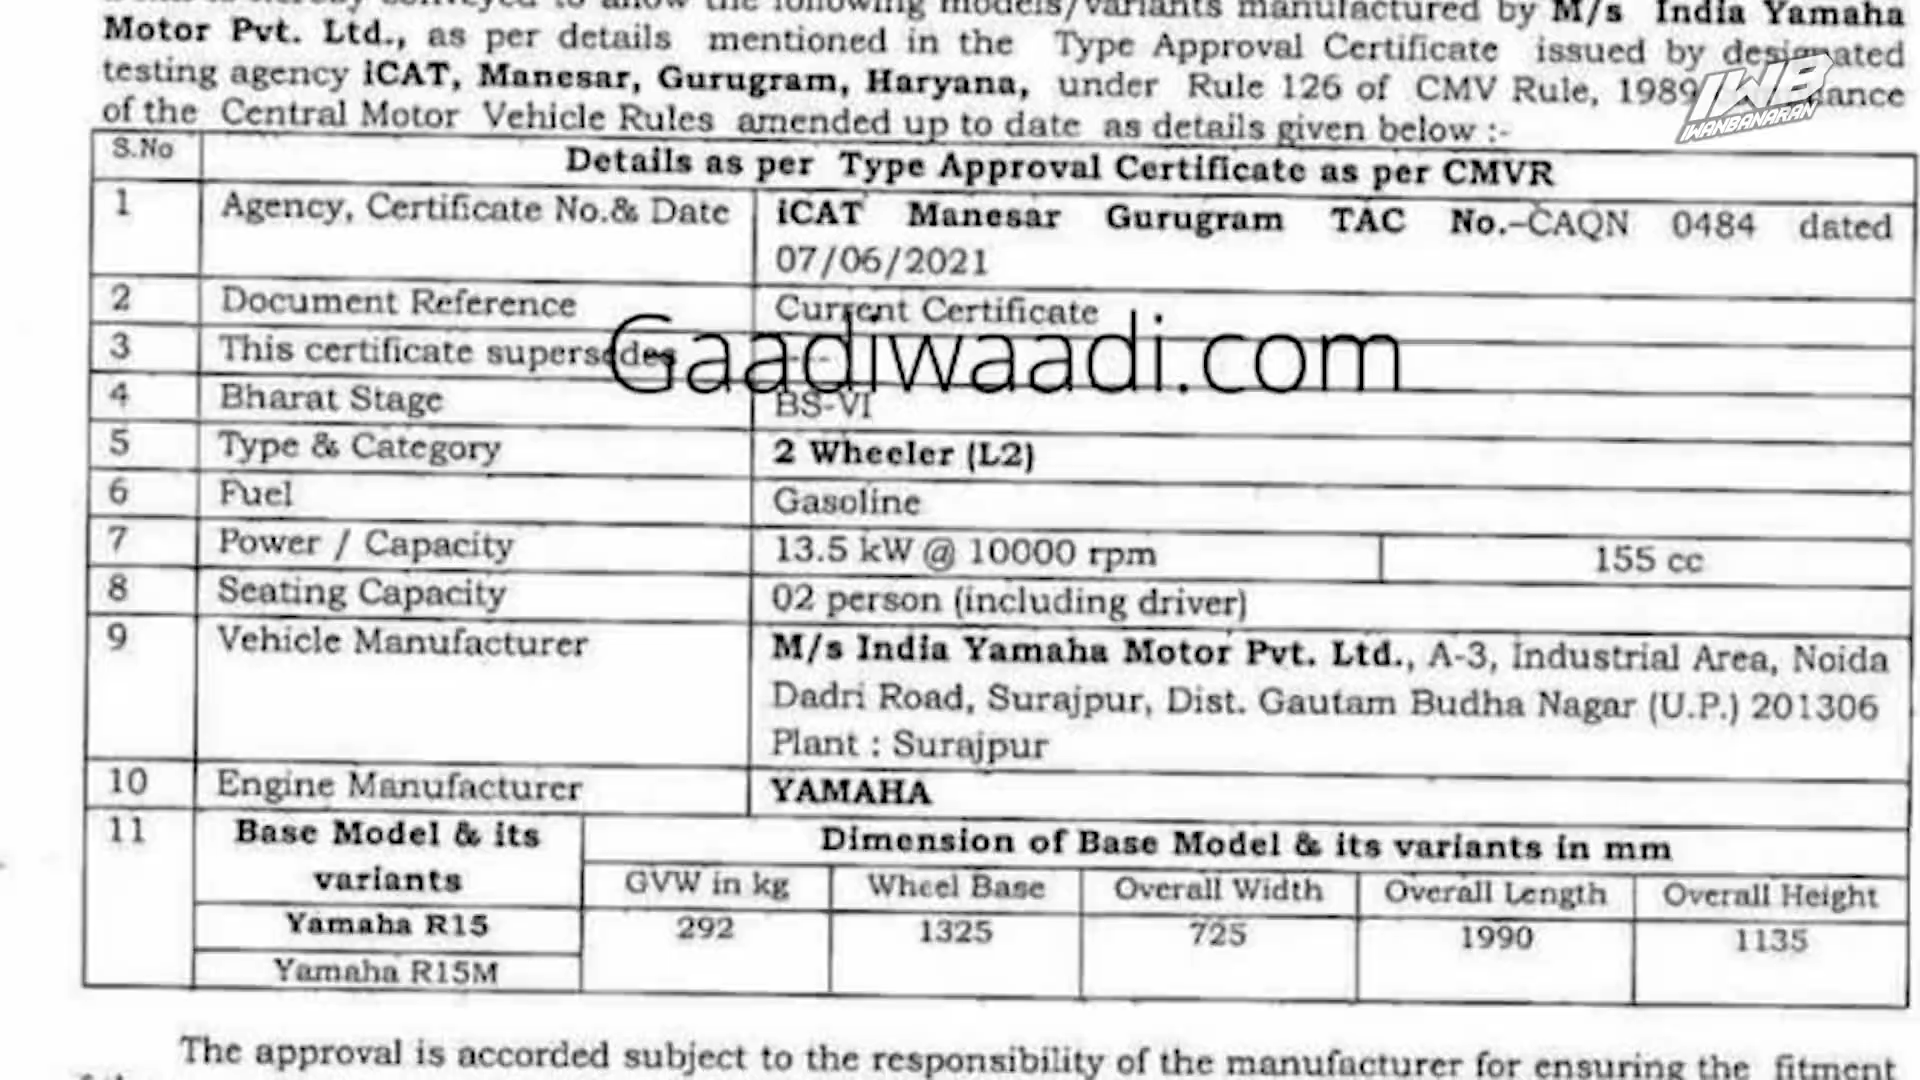 the following models/variants manufactured by M/s India Yamaha
Motor Pvt. Ltd., as per details mentioned in the Type Approval Certificate issued by designated
testing agency iCAT, Manesar, Gurugram, Haryana, under Rule 126 of CMV Rule, 1989
of the Central Motor Vehicle Rules amended up to date as details given below :-
IWB
IWANBANARAN
S.No
Details as per Type Approval Certificate as per CMVR
1 Agency, Certificate No.& Date iCAT Manesar Gurugram TAC No.-CAQN 0484 dated
07/06/2021
2 Document Reference Current Certificate
3 This certificate supersedes ----
Gaadiwaadi.com
4 Bharat Stage BS-VI
5 Type & Category 2 Wheeler (L2)
6 Fuel Gasoline
7 Power / Capacity 13.5 kW @ 10000 rpm 155 cc
8 Seating Capacity 02 person (including driver)
9 Vehicle Manufacturer M/s India Yamaha Motor Pvt. Ltd., A-3, Industrial Area, Noida
Dadri Road, Surajpur, Dist. Gautam Budha Nagar (U.P.) 201306
Plant : Surajpur
10 Engine Manufacturer YAMAHA
11 Base Model & its Dimension of Base Model & its variants in mm
variants GVW in kg Wheel Base Overall Width Overall Length Overall Height
Yamaha R15 292 1325 725 1990 1135
Yamaha R15M
The approval is accorded subject to the responsibility of the manufacturer for ensuring the fitment